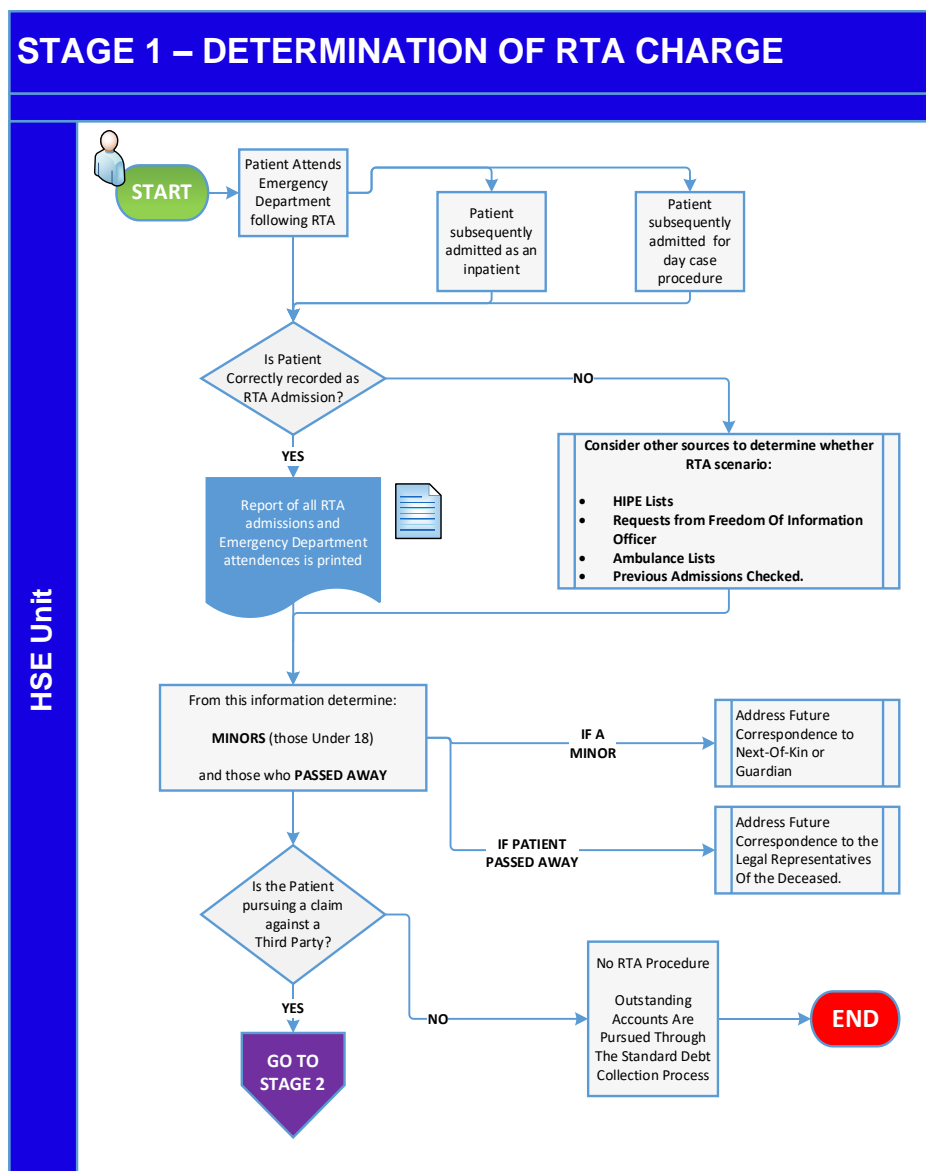 STAGE 1 – DETERMINATION OF RTA CHARGE
HSE Unit
START
Patient Attends
Emergency
Department
following RTA
Patient
subsequently
admitted as an
inpatient
Patient
subsequently
admitted for
day case
procedure
Is Patient
Correctly recorded as
RTA Admission?
NO
YES
Consider other sources to determine whether
RTA scenario:
• HIPE Lists
• Requests from Freedom Of Information
Officer
• Ambulance Lists
• Previous Admissions Checked.
Report of all RTA
admissions and
Emergency Department
attendences is printed
From this information determine:
MINORS (those Under 18)
and those who PASSED AWAY
IF A
MINOR
Address Future
Correspondence to
Next-Of-Kin or
Guardian
IF PATIENT
PASSED AWAY
Address Future
Correspondence to the
Legal Representatives
Of the Deceased.
Is the Patient
pursuing a claim
against a
Third Party?
YES
NO
No RTA Procedure
Outstanding
Accounts Are
Pursued Through
The Standard Debt
Collection Process
END
GO TO
STAGE 2